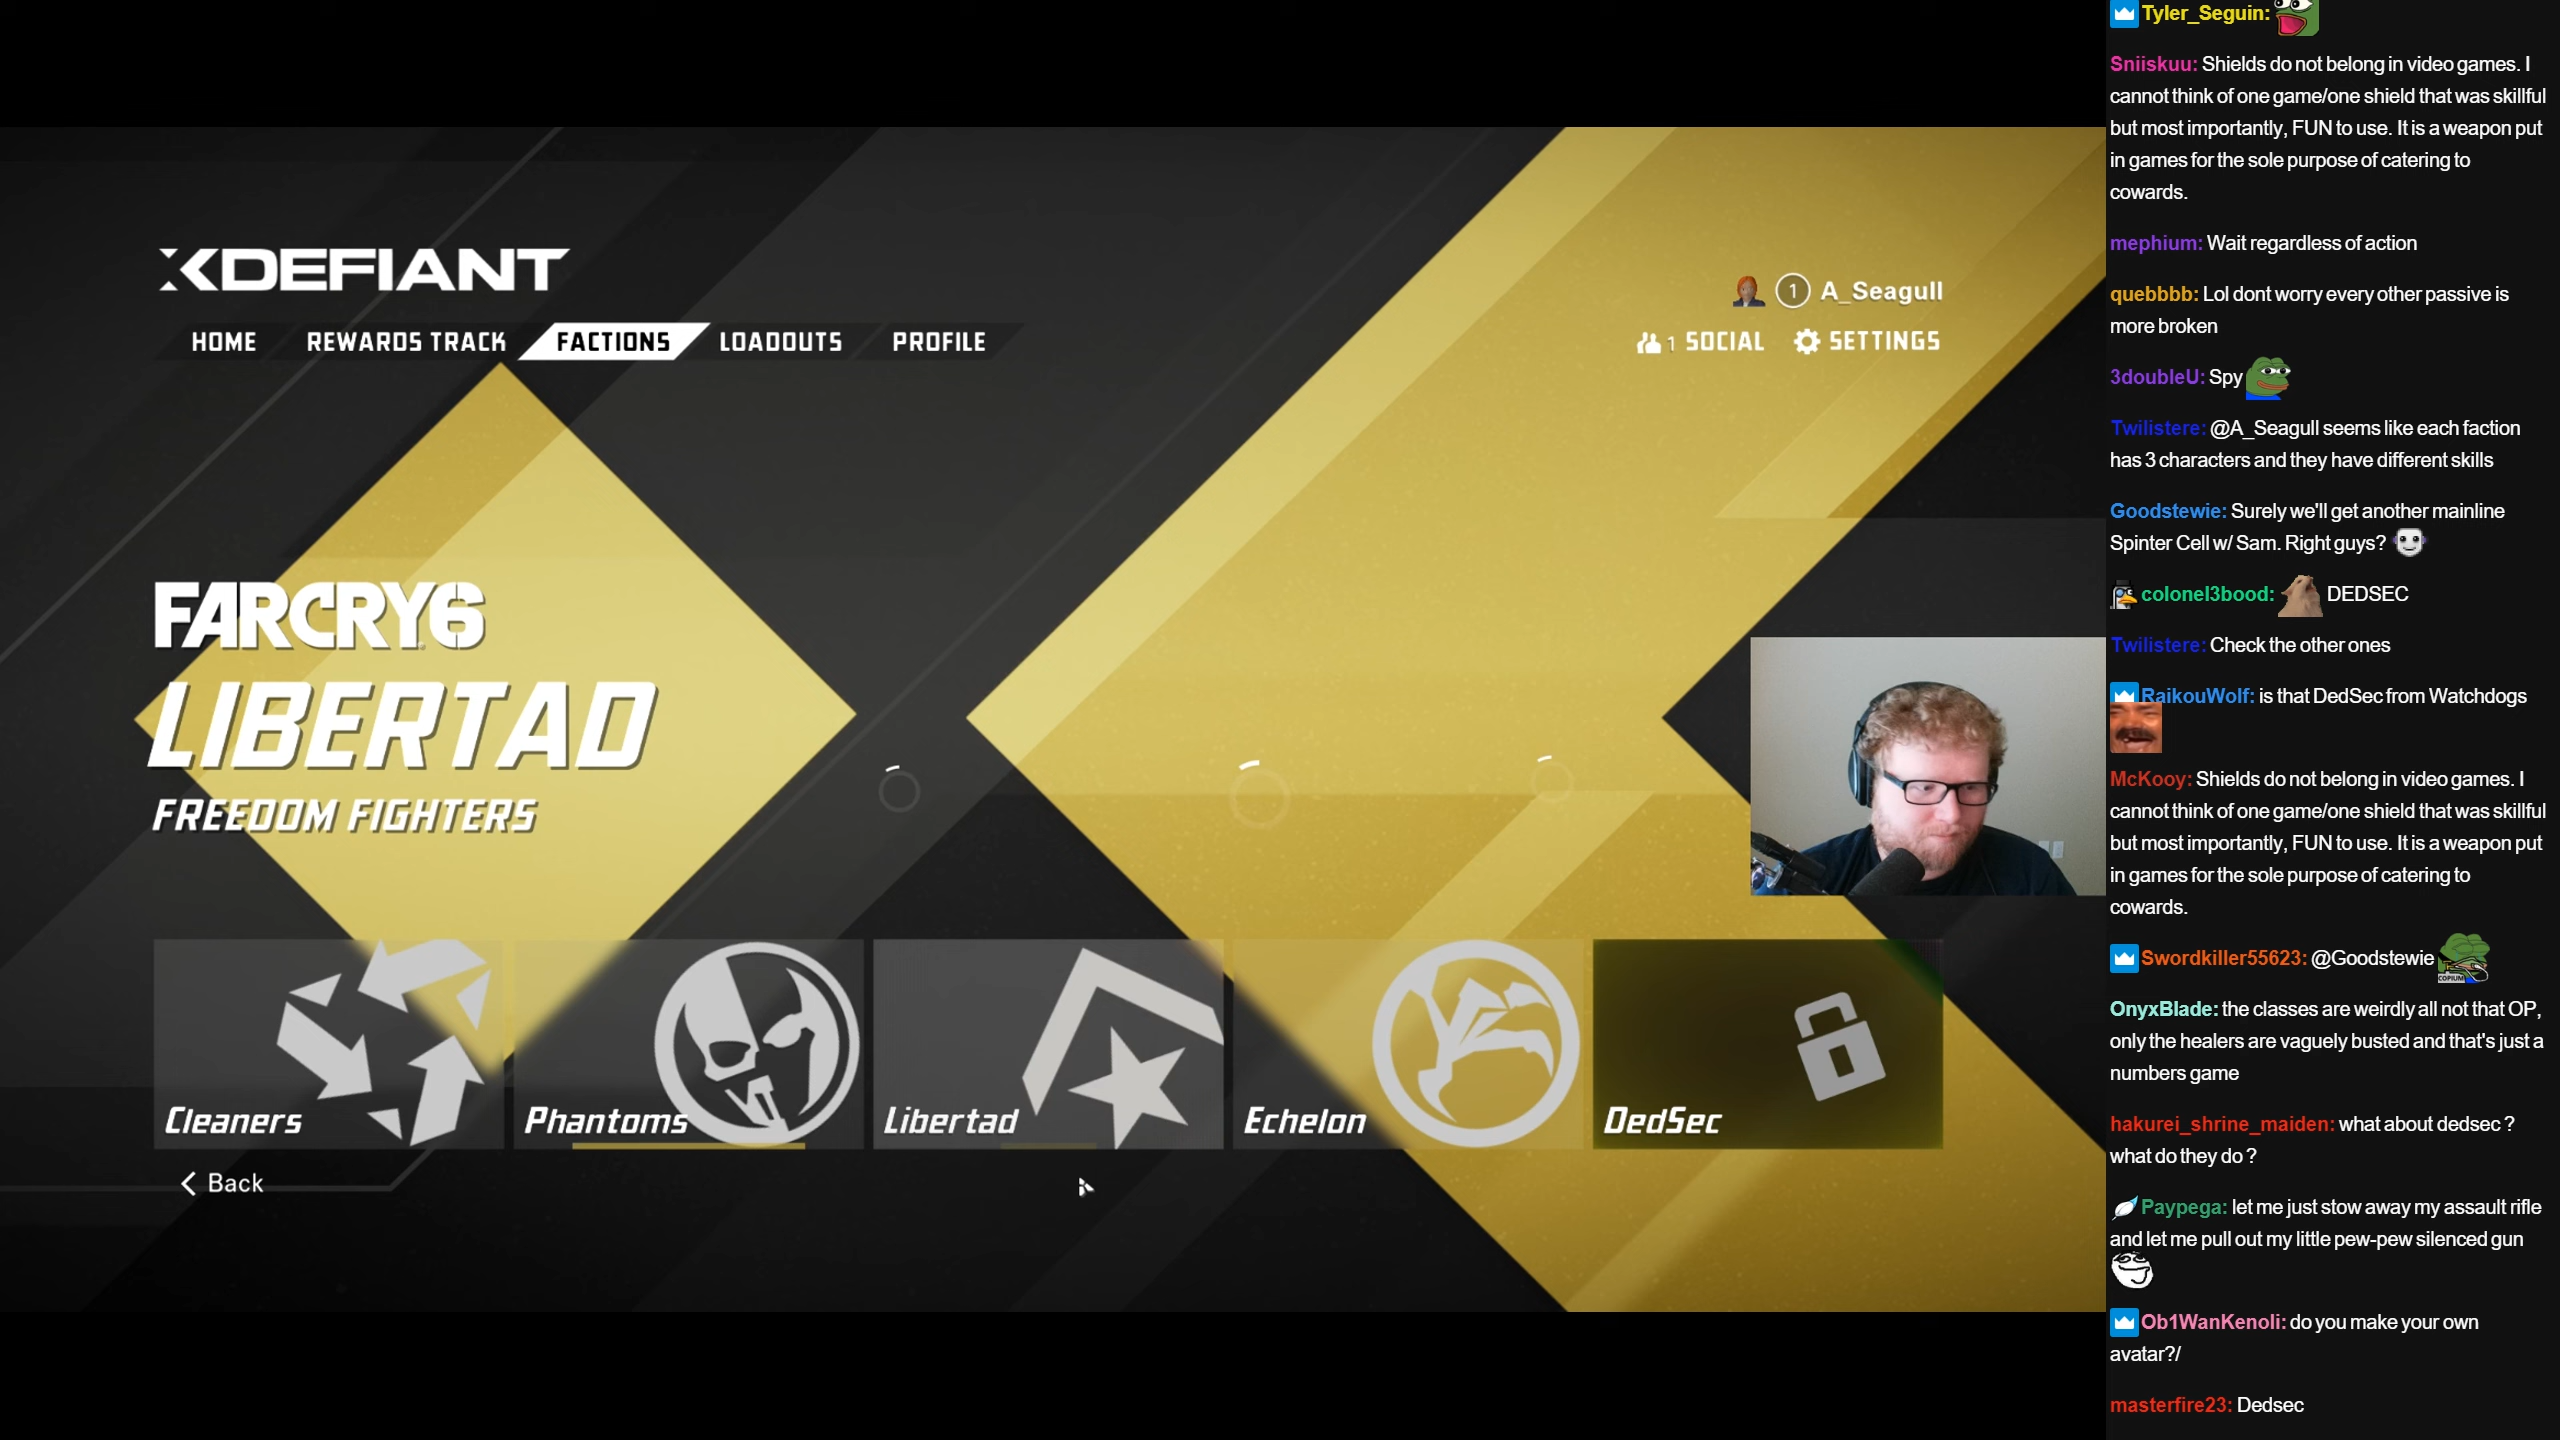 XDEFIANT
HOME
REWARDS TRACK
FACTIONS
LOADOUTS
PROFILE
1 A_Seagull
1 SOCIAL
SETTINGS
FARCRY6
LIBERTAD
FREEDOM FIGHTERS
Cleaners
Phantoms
Libertad
Echelon
DedSec
Back
Tyler_Seguin:
Sniiskuu: Shields do not belong in video games. I
cannot think of one game/one shield that was skillful
but most importantly, FUN to use. It is a weapon put
in games for the sole purpose of catering to
cowards.
mephium: Wait regardless of action
quebbbb: Lol dont worry every other passive is
more broken
3doubleU: Spy
Twilistere: @A_Seagull seems like each faction
has 3 characters and they have different skills
Goodstewie: Surely we'll get another mainline
Spinter Cell w/ Sam. Right guys?
colonel3bood: DEDSEC
Twilistere: Check the other ones
RaikouWolf: is that DedSec from Watchdogs
McKooy: Shields do not belong in video games. I
cannot think of one game/one shield that was skillful
but most importantly, FUN to use. It is a weapon put
in games for the sole purpose of catering to
cowards.
Swordkiller55623: @Goodstewie
COPIUM
OnyxBlade: the classes are weirdly all not that OP,
only the healers are vaguely busted and that's just a
numbers game
hakurei_shrine_maiden: what about dedsec ?
what do they do ?
Paypega: let me just stow away my assault rifle
and let me pull out my little pew-pew silenced gun
Ob1WanKenoli: do you make your own
avatar?/
masterfire23: Dedsec